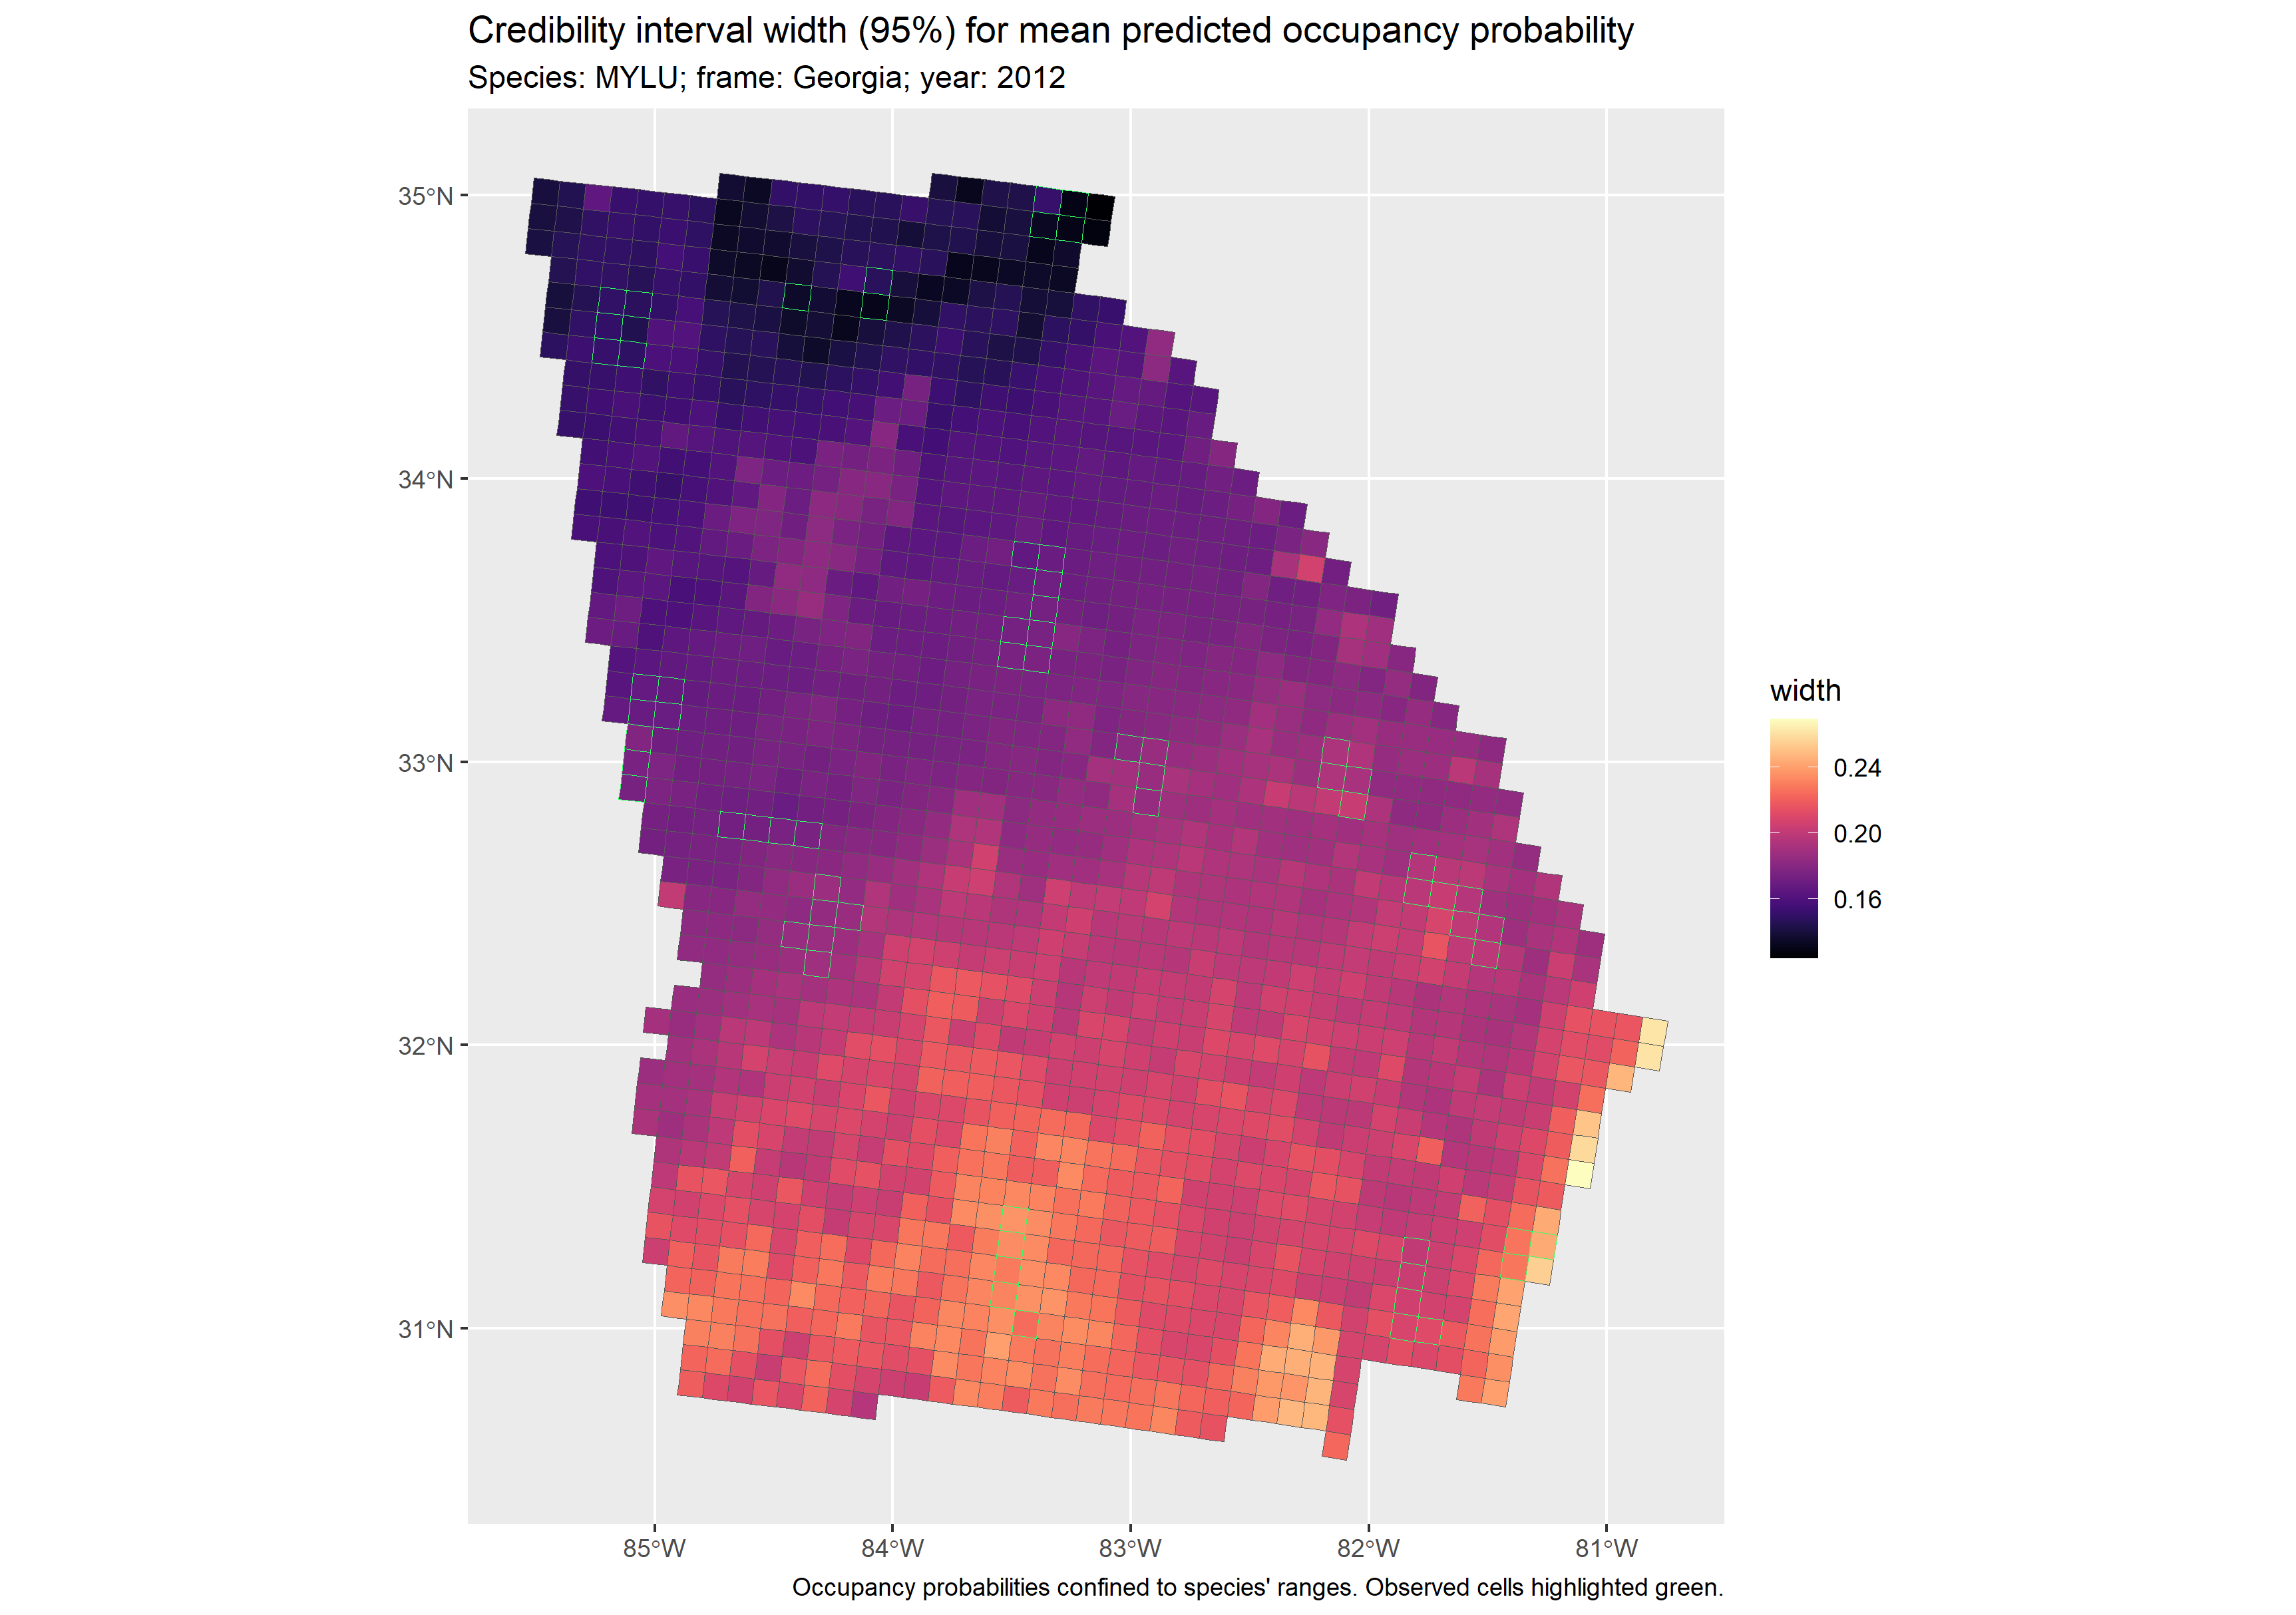 Credibility interval width (95%) for mean predicted occupancy probability
Species: MYLU; frame: Georgia; year: 2012
35°N
34°N
33°N
32°N
31°N
85°W
84°W
83°W
82°W
81°W
width
0.24
0.20
0.16
Occupancy probabilities confined to species' ranges. Observed cells highlighted green.